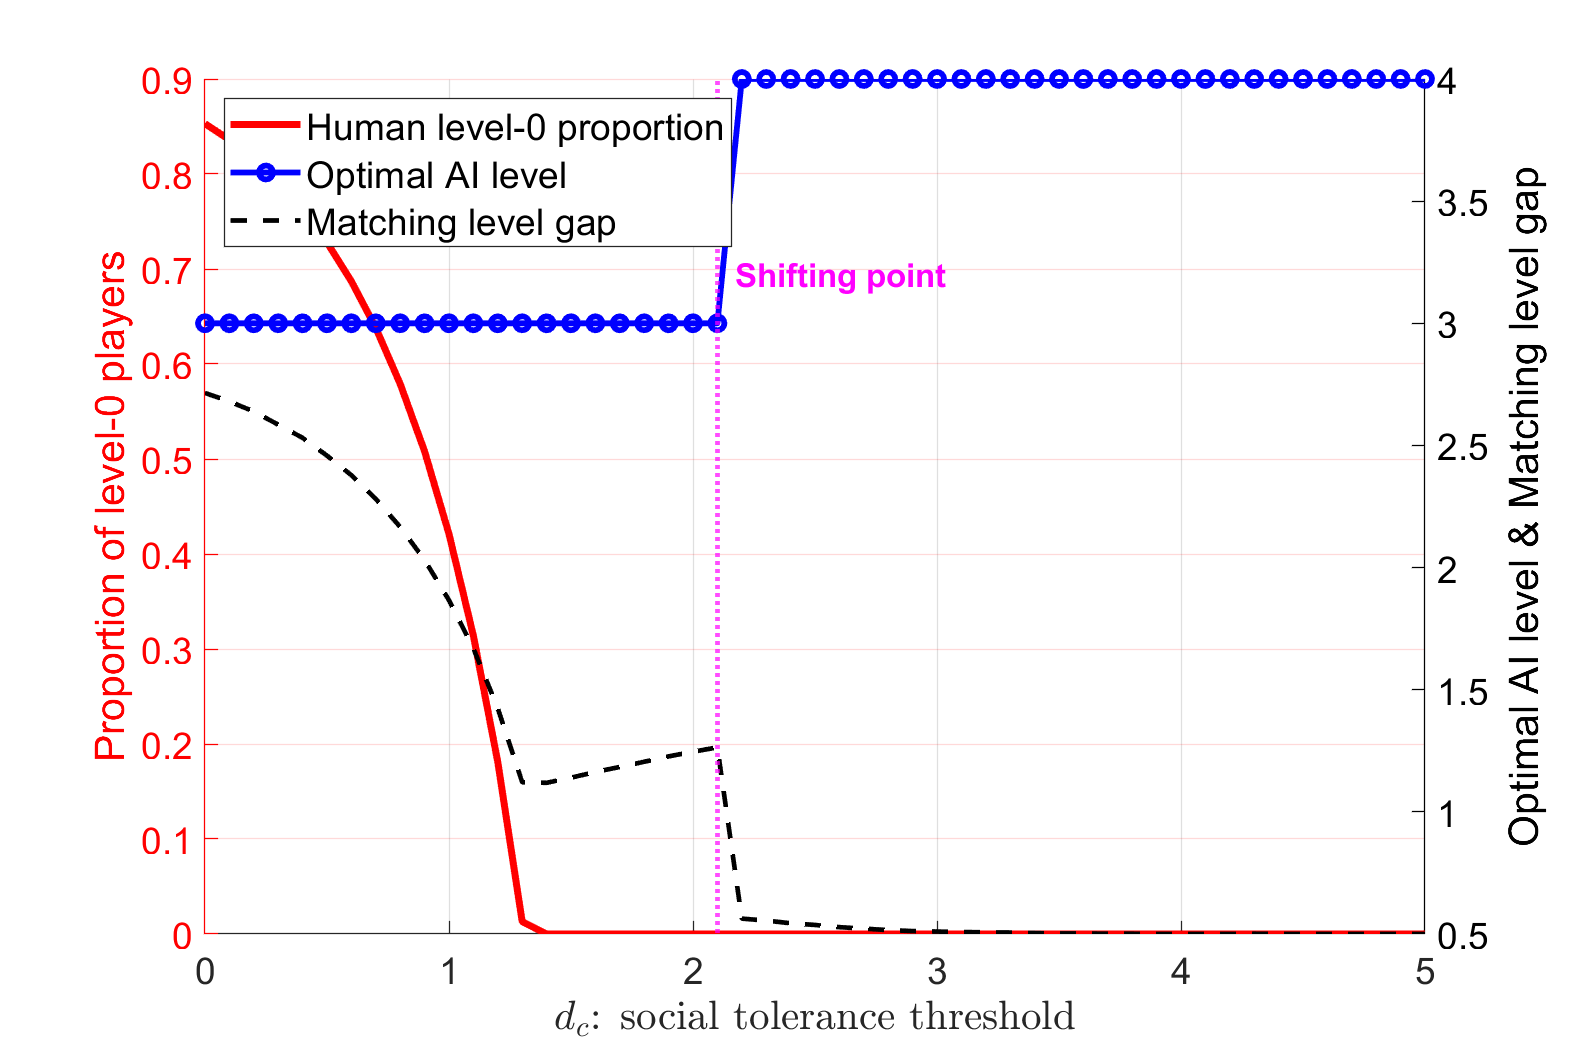 Human level-0 proportion
Optimal AI level
Matching level gap
Shifting point
Proportion of level-0 players
0.9
0.8
0.7
0.6
0.5
0.4
0.3
0.2
0.1
0
4
3.5
3
2.5
2
1.5
1
0.5
Optimal AI level & Matching level gap
0 1 2 3 4 5
d_c: social tolerance threshold